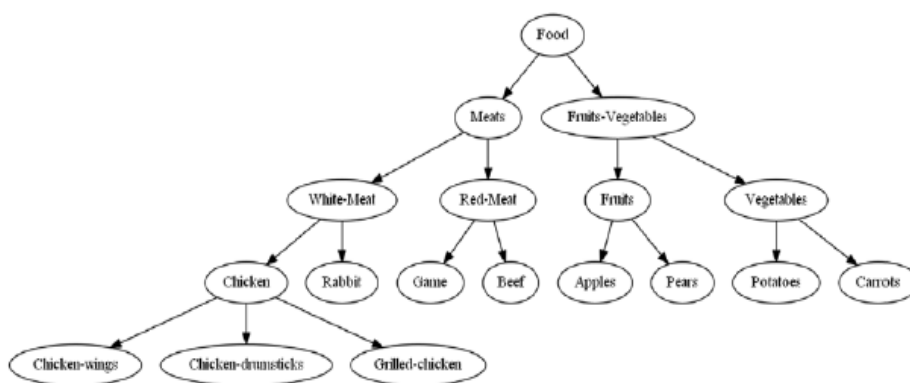 Food
Meats
Fruits-Vegetables
White-Meat
Red-Meat
Fruits
Vegetables
Chicken
Rabbit
Game
Beef
Apples
Pears
Potatoes
Carrots
Chicken-wings
Chicken-drumsticks
Grilled-chicken